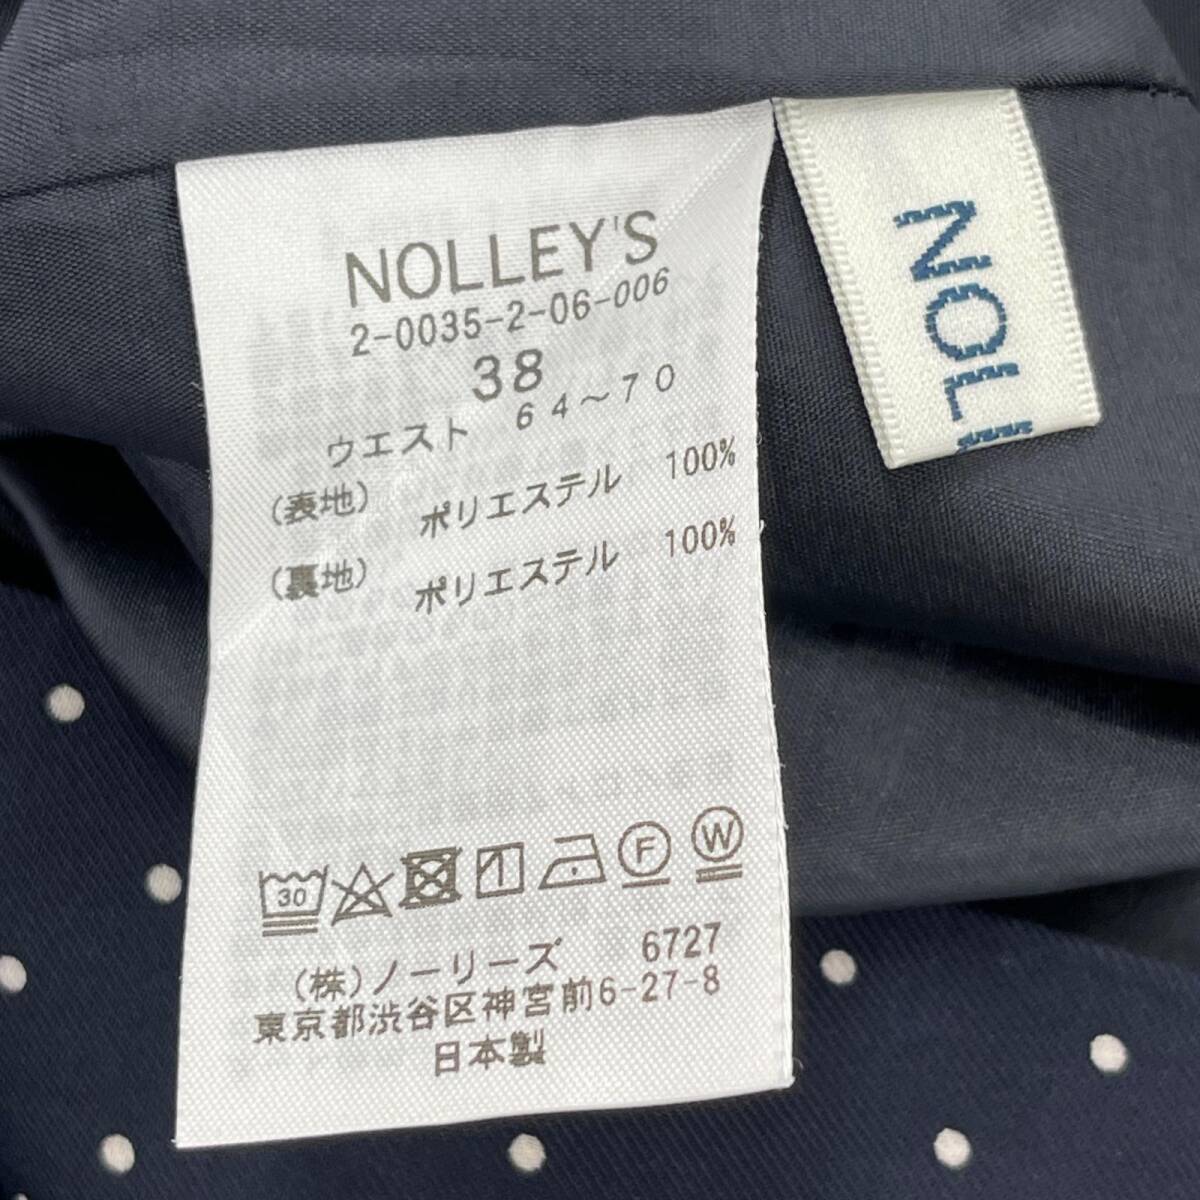 NOLLEY'S
2-0035-2-06-006
38
ウエスト 64～70
(表地) ポリエステル 100%
(裏地) ポリエステル 100%
30
F
W
(株)ノーリーズ 6727
東京都渋谷区神宮前6-27-8
日本製
NOL